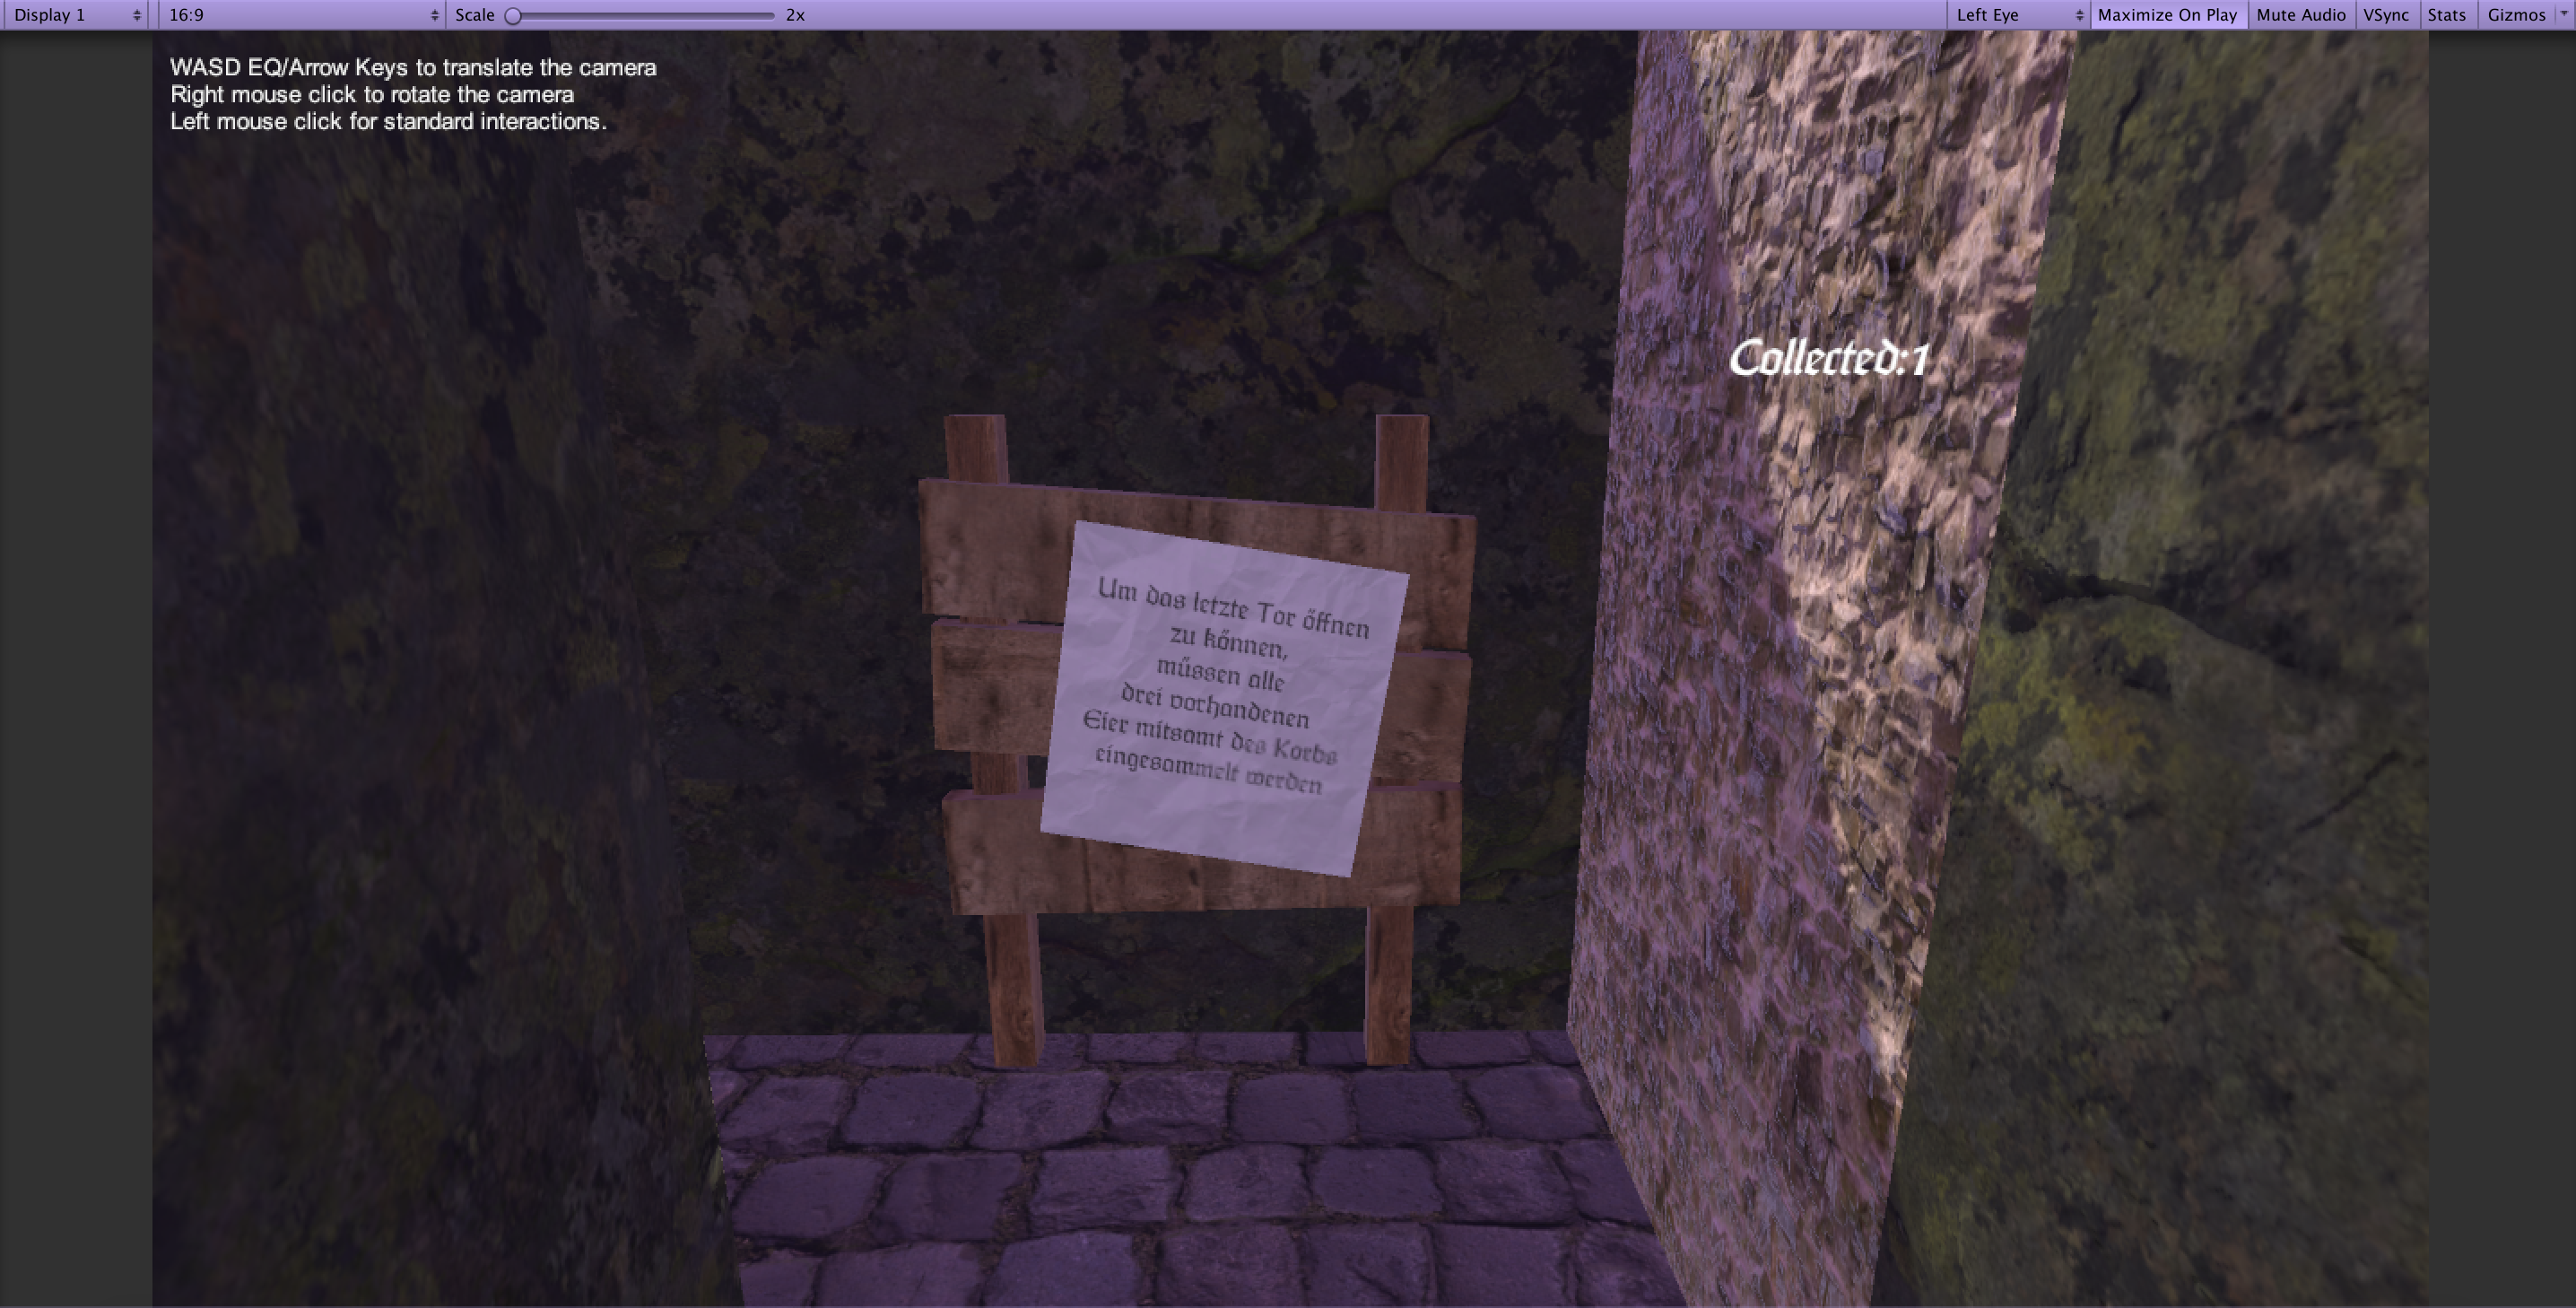 Display 1 16:9 Scale 2x Left Eye Maximize On Play Mute Audio VSync Stats Gizmos
WASD EQ/Arrow Keys to translate the camera
Right mouse click to rotate the camera
Left mouse click for standard interactions.
Collected:1
Um das letzte Tor öffnen
zu können,
müssen alle
drei vorhandenen
Eier mitsamt des Korbs
eingesammelt werden